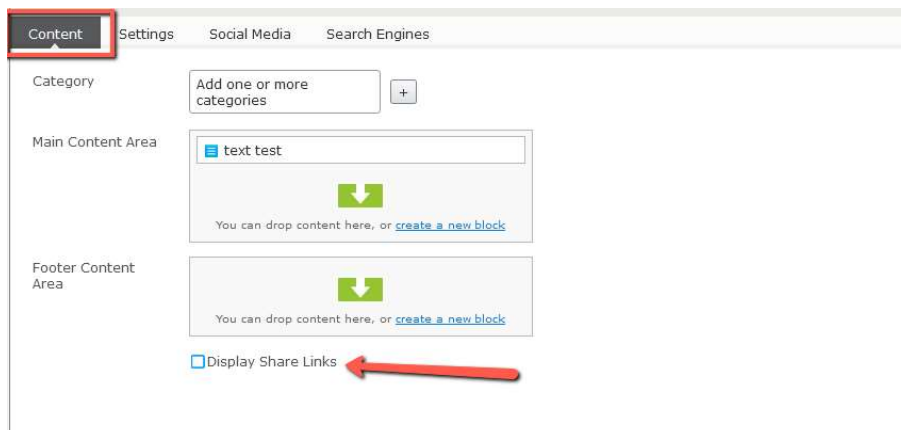 Content Settings Social Media Search Engines
Category
Add one or more
categories
+
Main Content Area
text test
You can drop content here, or create a new block
Footer Content
Area
You can drop content here, or create a new block
Display Share Links